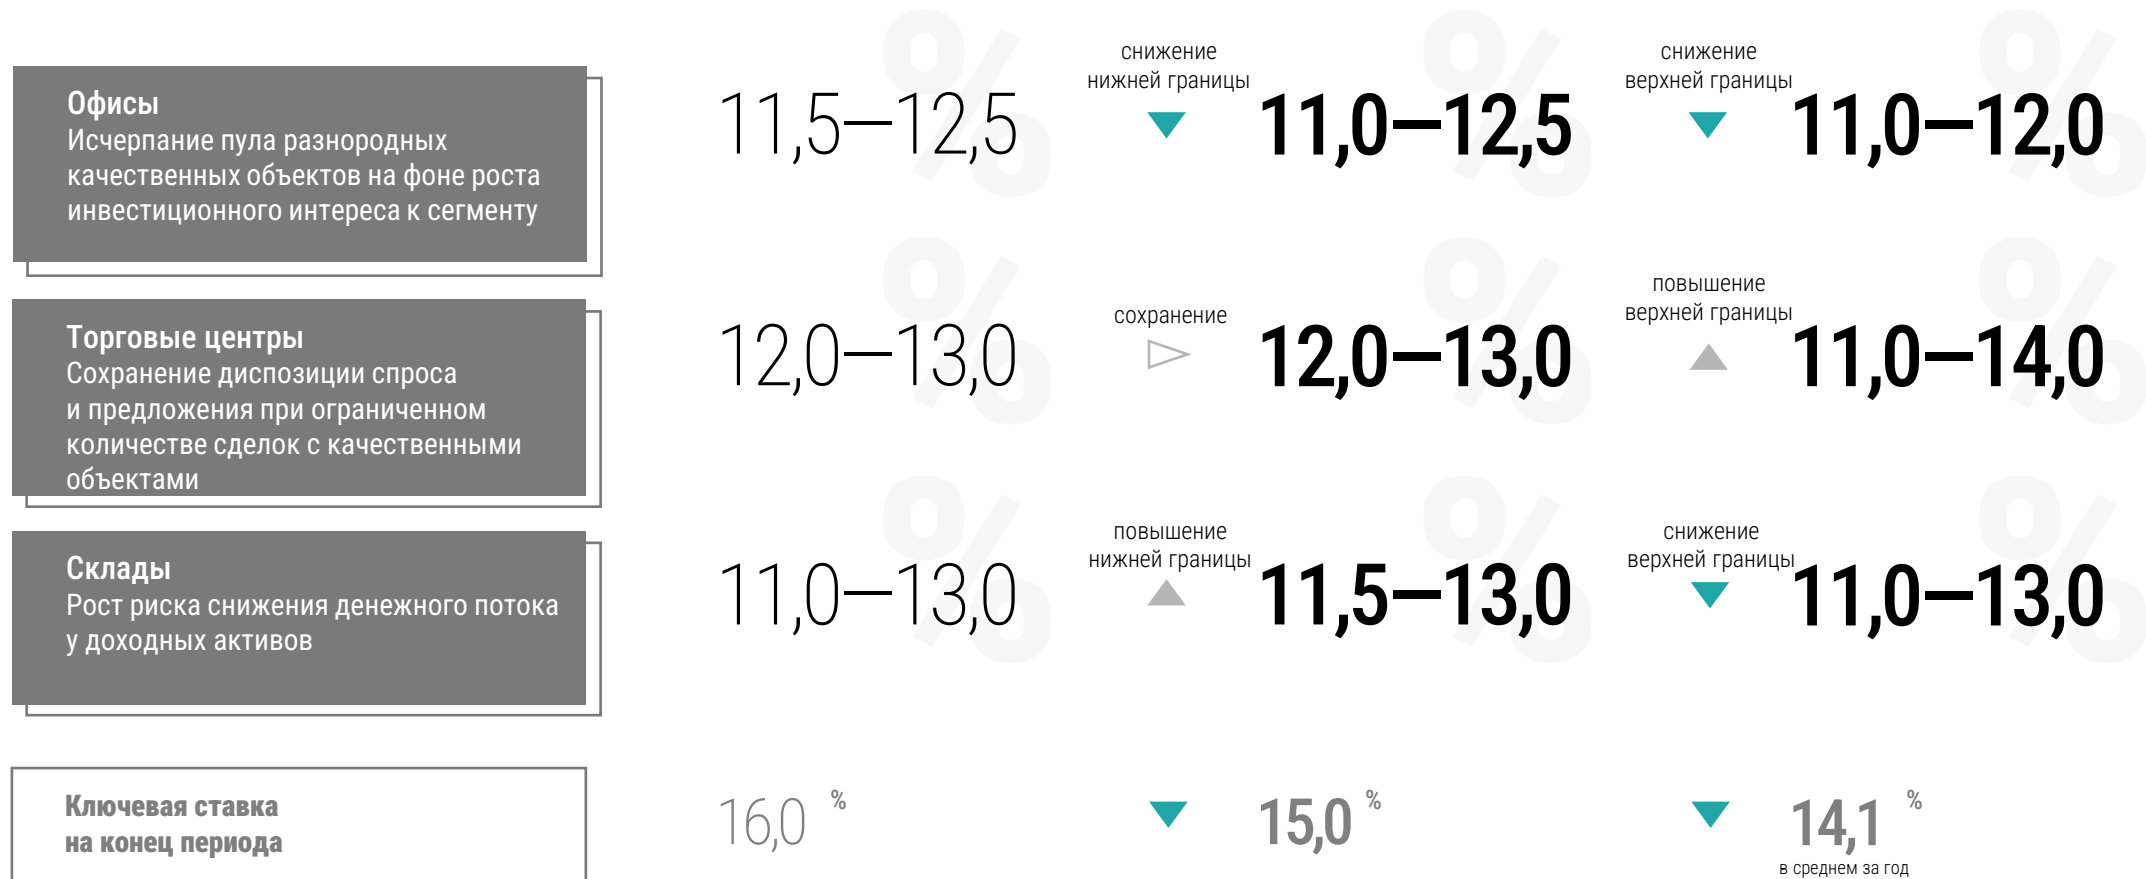 Офисы
Исчерпание пула разнородных
качественных объектов на фоне роста
инвестиционного интереса к сегменту
%
11,5—12,5
снижение
нижней границы
%
11,0—12,5
снижение
верхней границы
%
11,0—12,0
Торговые центры
Сохранение диспозиции спроса
и предложения при ограниченном
количестве сделок с качественными
объектами
%
12,0—13,0
сохранение
%
12,0—13,0
повышение
верхней границы
%
11,0—14,0
Склады
Рост риска снижения денежного потока
у доходных активов
%
11,0—13,0
повышение
нижней границы
%
11,5—13,0
снижение
верхней границы
%
11,0—13,0
Ключевая ставка
на конец периода
16,0 %
15,0 %
14,1 %
в среднем за год